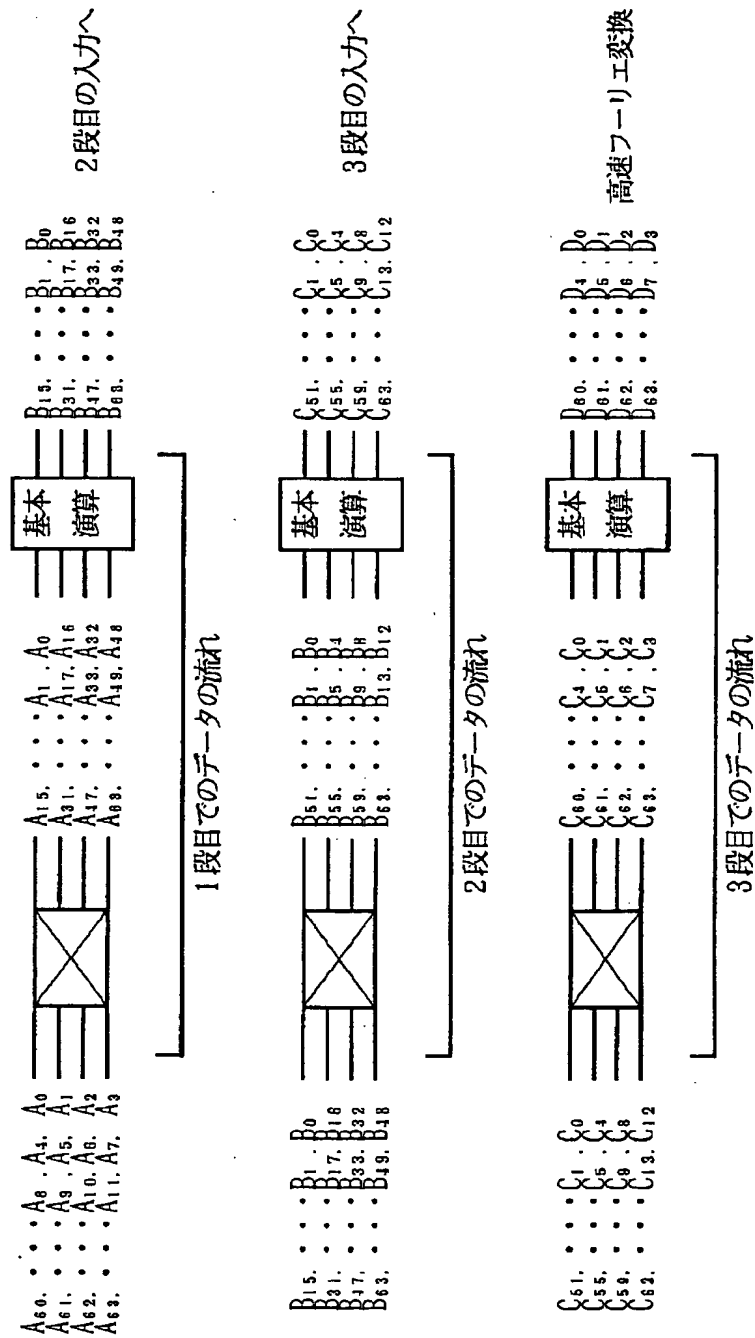 A60. ・・・A8 . A4. A0
A61. ・・・A9 . A5. A1
A62. ・・・A10. A6. A2
A63. ・・・A11. A7. A3
A15. ・・・A1 . A0
A31. ・・・A17. A16
A47. ・・・A33. A32
A63. ・・・A49. A48
基本
演算
B15. ・・・B1 . B0
B31. ・・・B17. B16
B47. ・・・B33. B32
B63. ・・・B49. B48
2段目の入力へ
1段目でのデータの流れ
B15. ・・・B1 . B0
B31. ・・・B17. B16
B47. ・・・B33. B32
B63. ・・・B49. B48
B51. ・・・B1 . B0
B55. ・・・B5 . B4
B59. ・・・B9 . B8
B63. ・・・B13. B12
基本
演算
C51. ・・・C1 . C0
C55. ・・・C5 . C4
C59. ・・・C9 . C8
C63. ・・・C13. C12
3段目の入力へ
2段目でのデータの流れ
C51. ・・・C1 . C0
C55. ・・・C5 . C4
C59. ・・・C9 . C8
C63. ・・・C13. C12
C60. ・・・C4 . C0
C61. ・・・C5 . C1
C62. ・・・C6 . C2
C63. ・・・C7 . C3
基本
演算
D60. ・・・D4 . D0
D61. ・・・D5 . D1
D62. ・・・D6 . D2
D63. ・・・D7 . D3
高速フーリエ変換
3段目でのデータの流れ